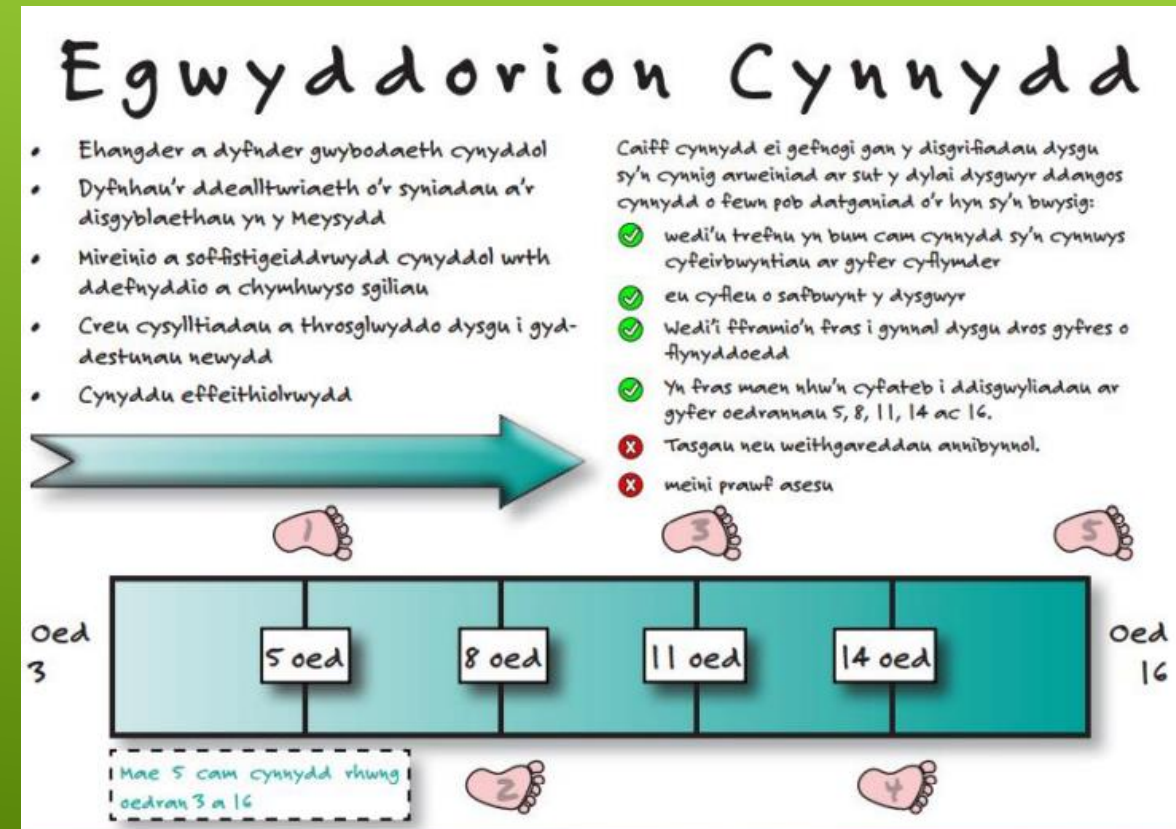 Egwyddorion Cynnydd
• Ehangder a dyfnder gwybodaeth cynyddol
• Dyfnhau'r ddealltwriaeth o'r syniadau a'r
disgyblaethau yn y Meysydd
• Mireinio a soffistigeiddrwydd cynyddol wrth
ddefnyddio a chymhwyso sgiliau
• Creu cysylltiadau a throsglwyddo dysgu i gyd-
destunau newydd
• Cynyddu effeithiolrwydd
Caiff cynnydd ei gefnogi gan y disgrifiadau dysgu
sy'n cynnig arweiniad ar sut y dylai dysgwyr ddangos
cynnydd o fewn pob datganiad o'r hyn sy'n bwysig:
wedi'u trefnu yn bum cam cynnydd sy'n cynnwys
cyfeirbwyntiau ar gyfer cyflymder
eu cyfleu o safbwynt y dysgwyr
Wedi'i fframio'n fras i gynnal dysgu dros gyfres o
flynyddoedd
Yn fras maen nhw'n cyfateb i ddisgwyliadau ar
gyfer oedrannau 5, 8, 11, 14 ac 16.
Tasgau neu weithgareddau annibynnol.
meini prawf asesu
1
3
5
Oed
3
5 oed
8 oed
11 oed
14 oed
Oed
16
Mae 5 cam cynnydd rhwng
oedran 3 a 16
2
4